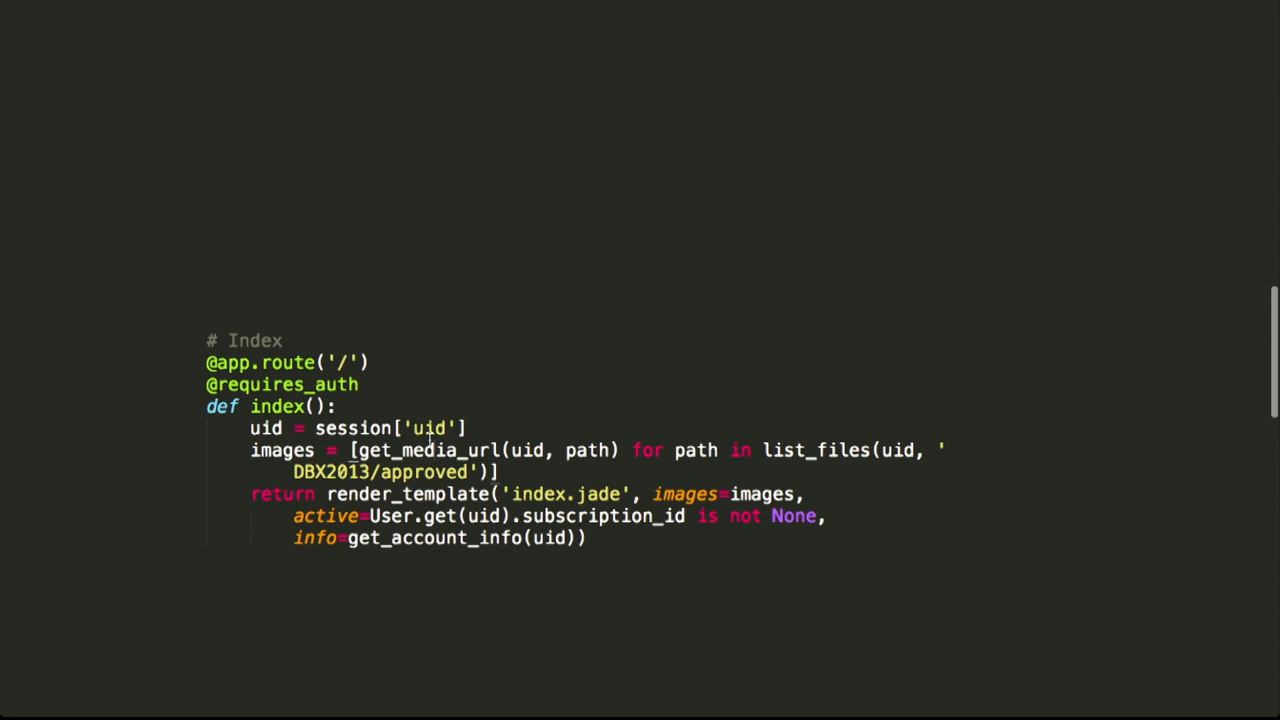 # Index
@app.route('/')
@requires_auth
def index():
uid = session['uid']
images = [get_media_url(uid, path) for path in list_files(uid, '
DBX2013/approved')]
return render_template('index.jade', images=images,
active=User.get(uid).subscription_id is not None,
info=get_account_info(uid))